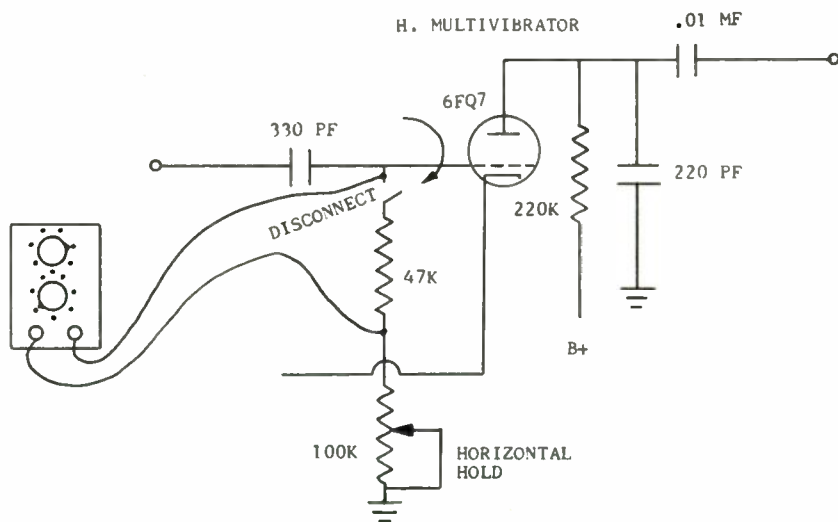 H. MULTIVIBRATOR
.01 MF
6FQ7
330 PF
220 PF
DISCONNECT
220K
47K
B+
100K
HORIZONTAL
HOLD